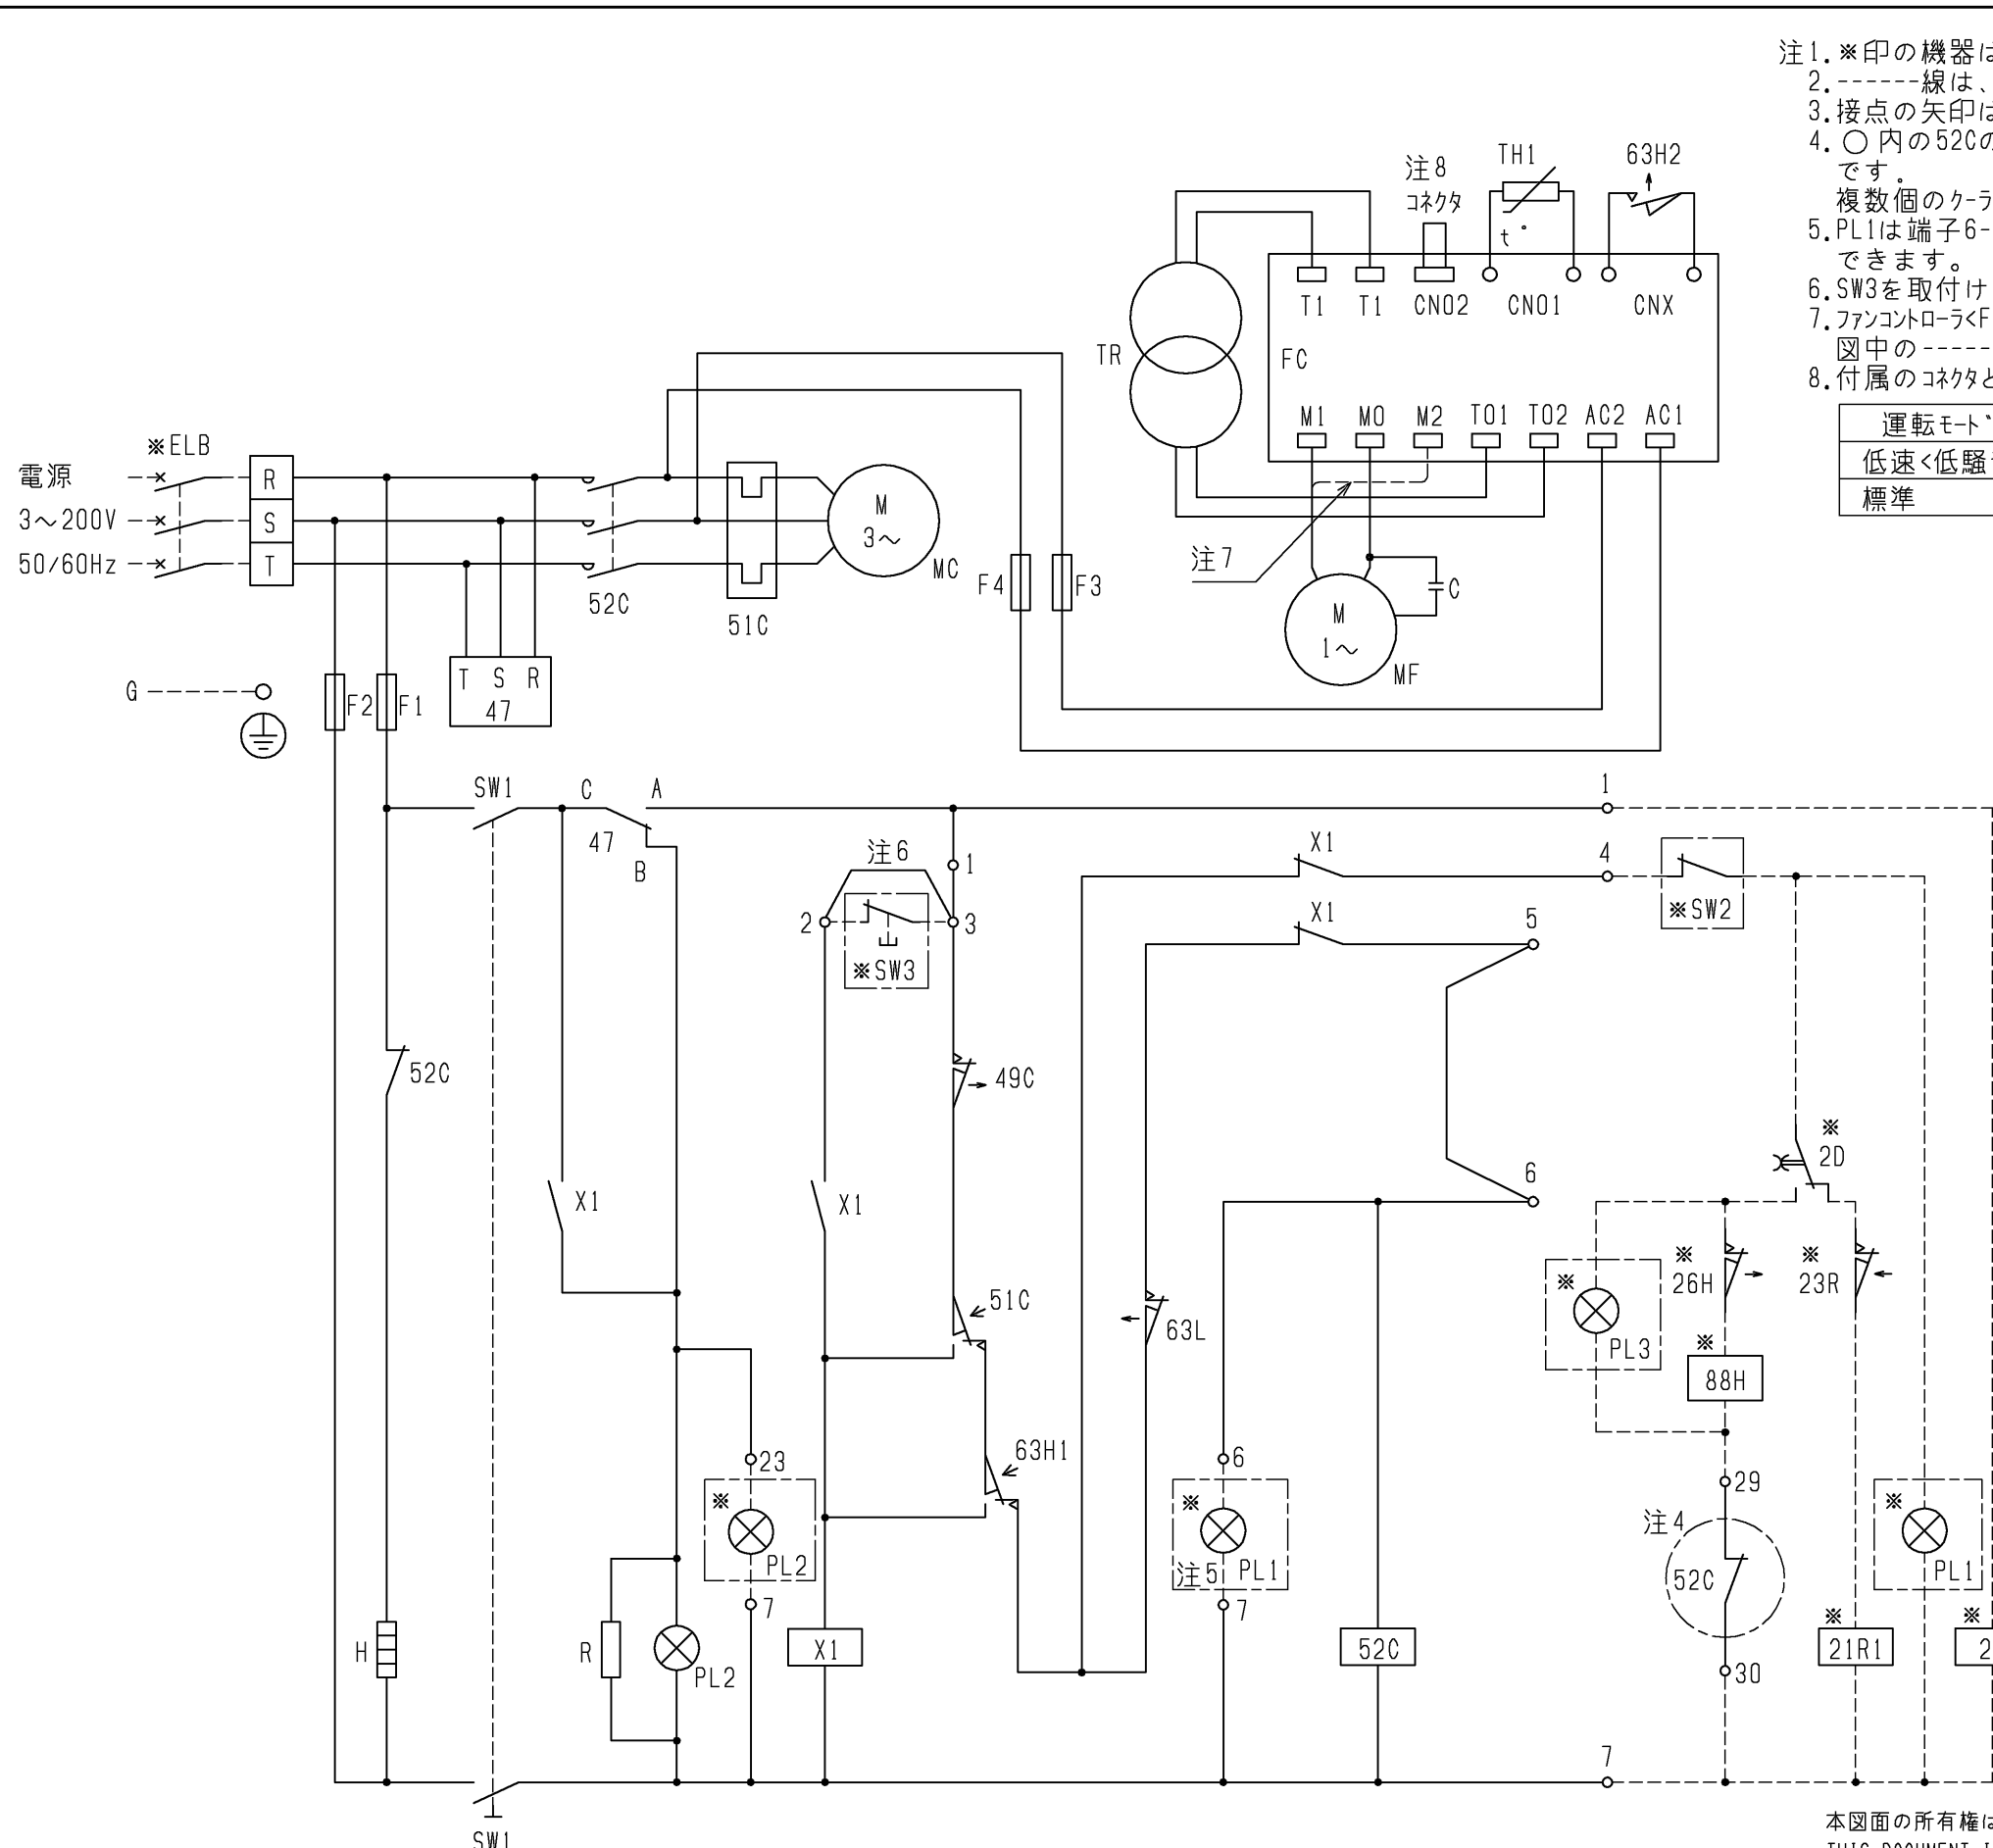 注1.※印の機器は
2.------線は、
3.接点の矢印は
4.○内の52Cの
です。
複数個のクーラ
5.PL1は端子6-
できます。
6.SW3を取付け
7.ファンコントローラ<F
図中の-----
8.付属のコネクタと
運転モード
低速<低騒
標準
注8
コネクタ
TH1
t°
63H2
T1
T1
CN02
CN01
CNX
TR
FC
M1
M0
M2
T01
T02
AC2
AC1
※ELB
電源
3～200V
50/60Hz
R
S
T
52C
51C
M
3～
MC
F4
F3
注7
M
1～
MF
C
G
F2
F1
T S R
47
SW1
C
A
47
B
1
X1
4
※SW2
注6
1
2
3
※SW3
X1
5
52C
49C
X1
X1
6
※
2D
51C
63L
※
PL3
※
26H
※
23R
※
88H
63H1
23
※
PL2
7
6
※
注5
PL1
7
29
注4
52C
30
※
PL1
H
R
PL2
X1
52C
※
21R1
※
2
7
SW1
本図面の所有権は
THIS DOCUMENT I